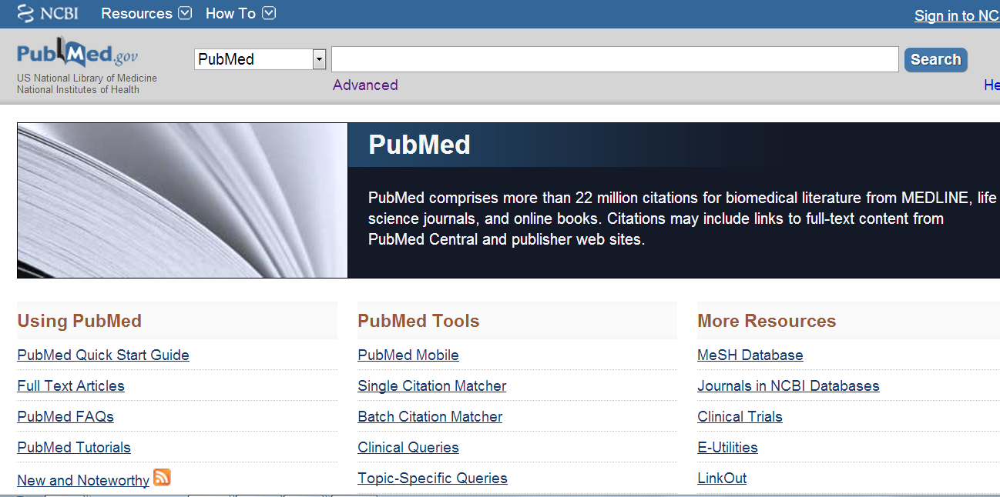 NCBI Resources How To Sign in to NC
PubMed.gov
US National Library of Medicine
National Institutes of Health
PubMed
Search
Advanced
He
PubMed
PubMed comprises more than 22 million citations for biomedical literature from MEDLINE, life
science journals, and online books. Citations may include links to full-text content from
PubMed Central and publisher web sites.
Using PubMed
PubMed Quick Start Guide
Full Text Articles
PubMed FAQs
PubMed Tutorials
New and Noteworthy
PubMed Tools
PubMed Mobile
Single Citation Matcher
Batch Citation Matcher
Clinical Queries
Topic-Specific Queries
More Resources
MeSH Database
Journals in NCBI Databases
Clinical Trials
E-Utilities
LinkOut